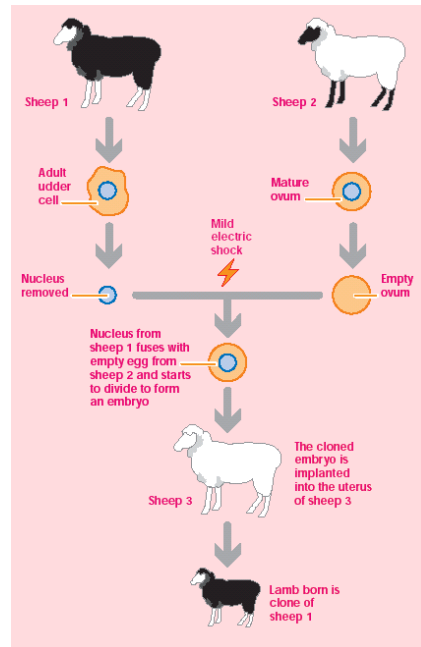 Sheep 1
Sheep 2
Adult
udder
cell
Mature
ovum
Mild
electric
shock
Nucleus
removed
Empty
ovum
Nucleus from
sheep 1 fuses with
empty egg from
sheep 2 and starts
to divide to form
an embryo
The cloned
embryo is
implanted
into the uterus
of sheep 3
Sheep 3
Lamb born is
clone of
sheep 1